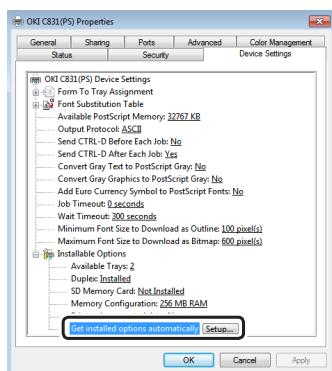 OKI C831(PS) Properties
General Sharing Ports Advanced Color Management
Status Security Device Settings
OKI C831(PS) Device Settings
Form To Tray Assignment
Font Substitution Table
Available PostScript Memory: 32767 KB
Output Protocol: ASCII
Send CTRL-D Before Each Job: No
Send CTRL-D After Each Job: Yes
Convert Gray Text to PostScript Gray: No
Convert Gray Graphics to PostScript Gray: No
Add Euro Currency Symbol to PostScript Fonts: No
Job Timeout: 0 seconds
Wait Timeout: 300 seconds
Minimum Font Size to Download as Outline: 100 pixel(s)
Maximum Font Size to Download as Bitmap: 600 pixel(s)
Installable Options
Available Trays: 2
Duplex: Installed
SD Memory Card: Not Installed
Memory Configuration: 256 MB RAM
Get installed options automatically Setup...
OK Cancel Apply